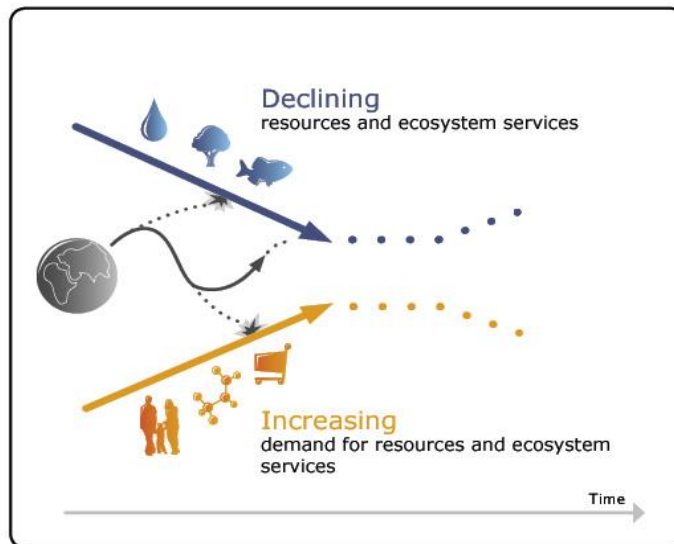 Declining
resources and ecosystem services
Increasing
demand for resources and ecosystem
services
Time